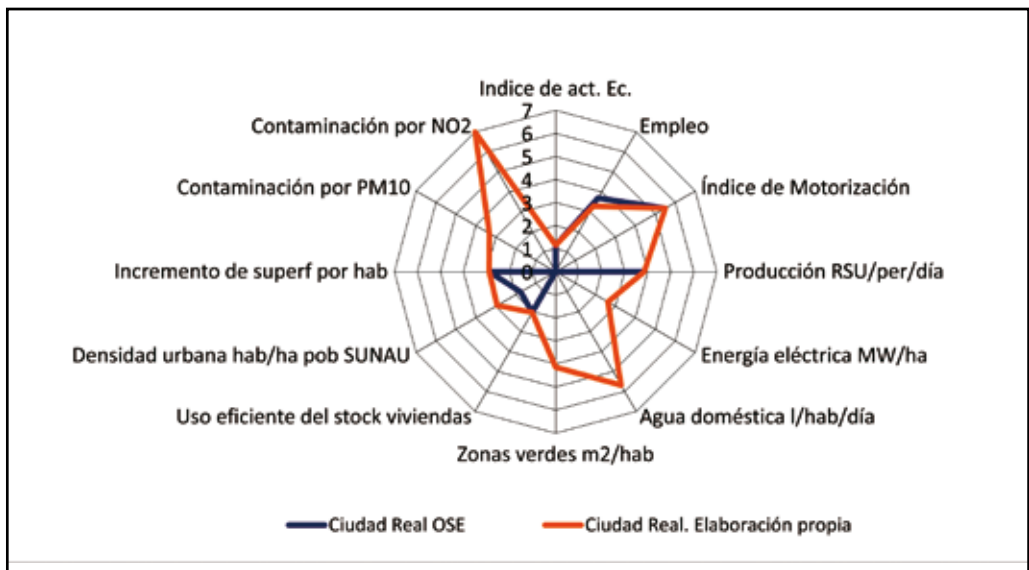 Indice de act. Ec.
7
6
5
4
3
2
1
0
Empleo
Índice de Motorización
Producción RSU/per/día
Energía eléctrica MW/ha
Agua doméstica l/hab/día
Zonas verdes m2/hab
Uso eficiente del stock viviendas
Densidad urbana hab/ha pob SUNAU
Incremento de superf por hab
Contaminación por PM10
Contaminación por NO2
Ciudad Real OSE
Ciudad Real. Elaboración propia